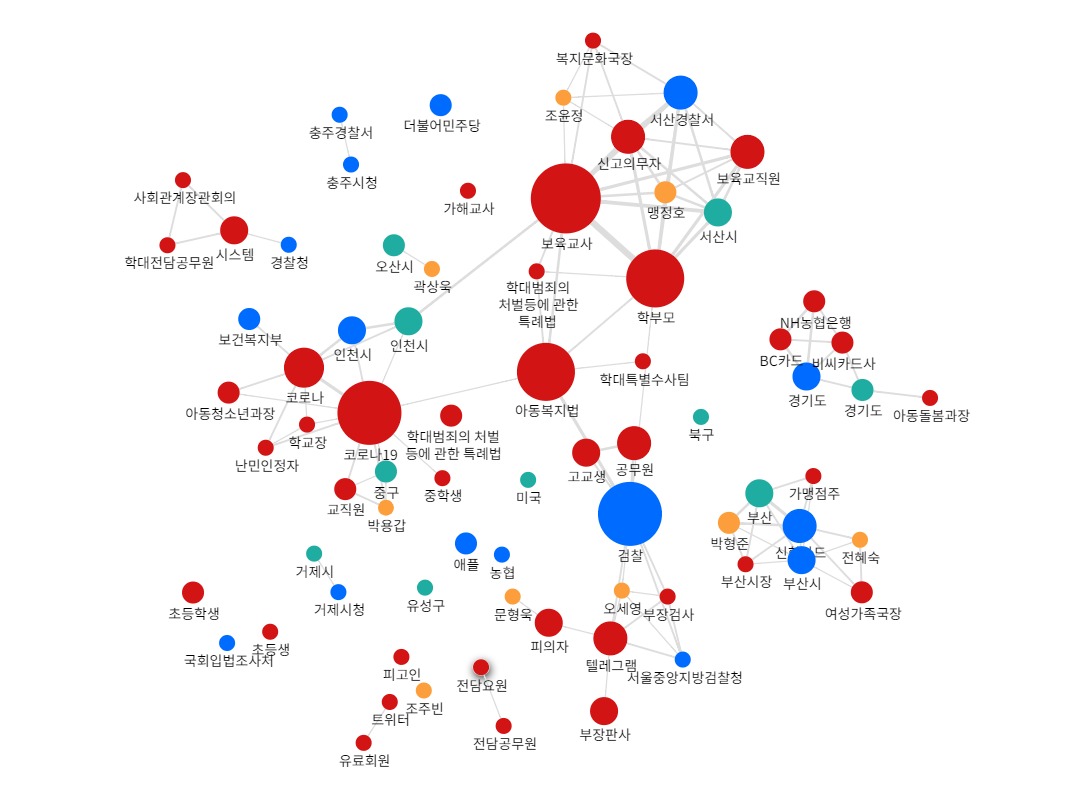 복지문화국장
조윤정
서산경찰서
더불어민주당
충주경찰서
신고의무자
보육교직원
충주시청
사회관계장관회의
가해교사
맹정호
서산시
보육교사
학대전담공무원
시스템
경찰청
오산시
곽상욱
학대범죄의
처벌등에 관한
특례법
학부모
NH농협은행
보건복지부
인천시
인천시
BC카드
비씨카드사
아동청소년과장
코로나
아동복지법
학대특별수사팀
경기도
경기도
아동돌봄과장
학교장
코로나19
학대범죄의 처벌
등에 관한 특례법
북구
난민인정자
고교생
공무원
교직원
중구
박용갑
중학생
미국
가맹점주
부산
박형준
전혜숙
검찰
부산시장
부산시
거제시
애플
농협
거제시청
유성구
문형욱
오세영
부장검사
여성가족국장
초등학생
초등생
피의자
텔레그램
서울중앙지방검찰청
피고인
전담요원
조주빈
트위터
부장판사
전담공무원
유료회원